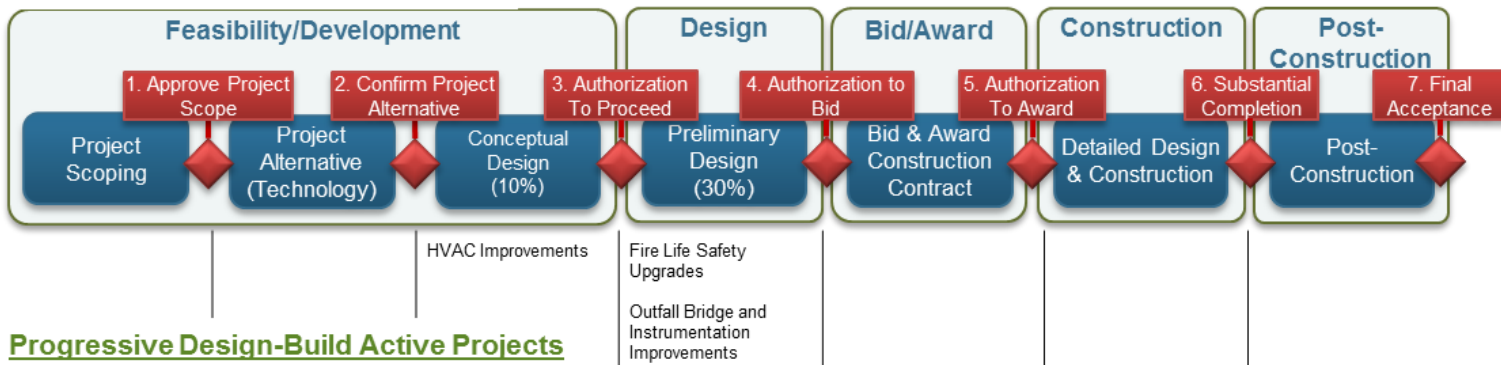 Feasibility/Development
Design
Bid/Award
Construction
Post-
Construction
1. Approve Project
Scope
2. Confirm Project
Alternative
3. Authorization
To Proceed
4. Authorization to
Bid
5. Authorization
To Award
6. Substantial
Completion
7. Final
Acceptance
Project
Scoping
Project
Alternative
(Technology)
Conceptual
Design
(10%)
Preliminary
Design
(30%)
Bid & Award
Construction
Contract
Detailed Design
& Construction
Post-
Construction
HVAC Improvements
Fire Life Safety
Upgrades
Outfall Bridge and
Instrumentation
Improvements
Progressive Design-Build Active Projects